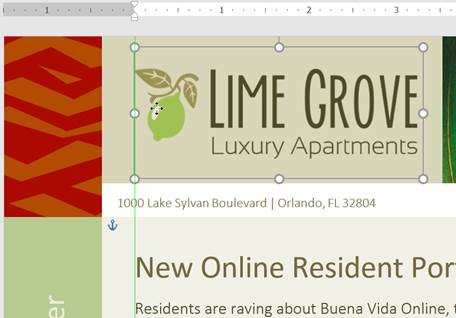 1 1 2 3
LIME GROVE
Luxury Apartments
1000 Lake Sylvan Boulevard | Orlando, FL 32804
New Online Resident Por
Residents are raving about Buena Vida Online, t
er